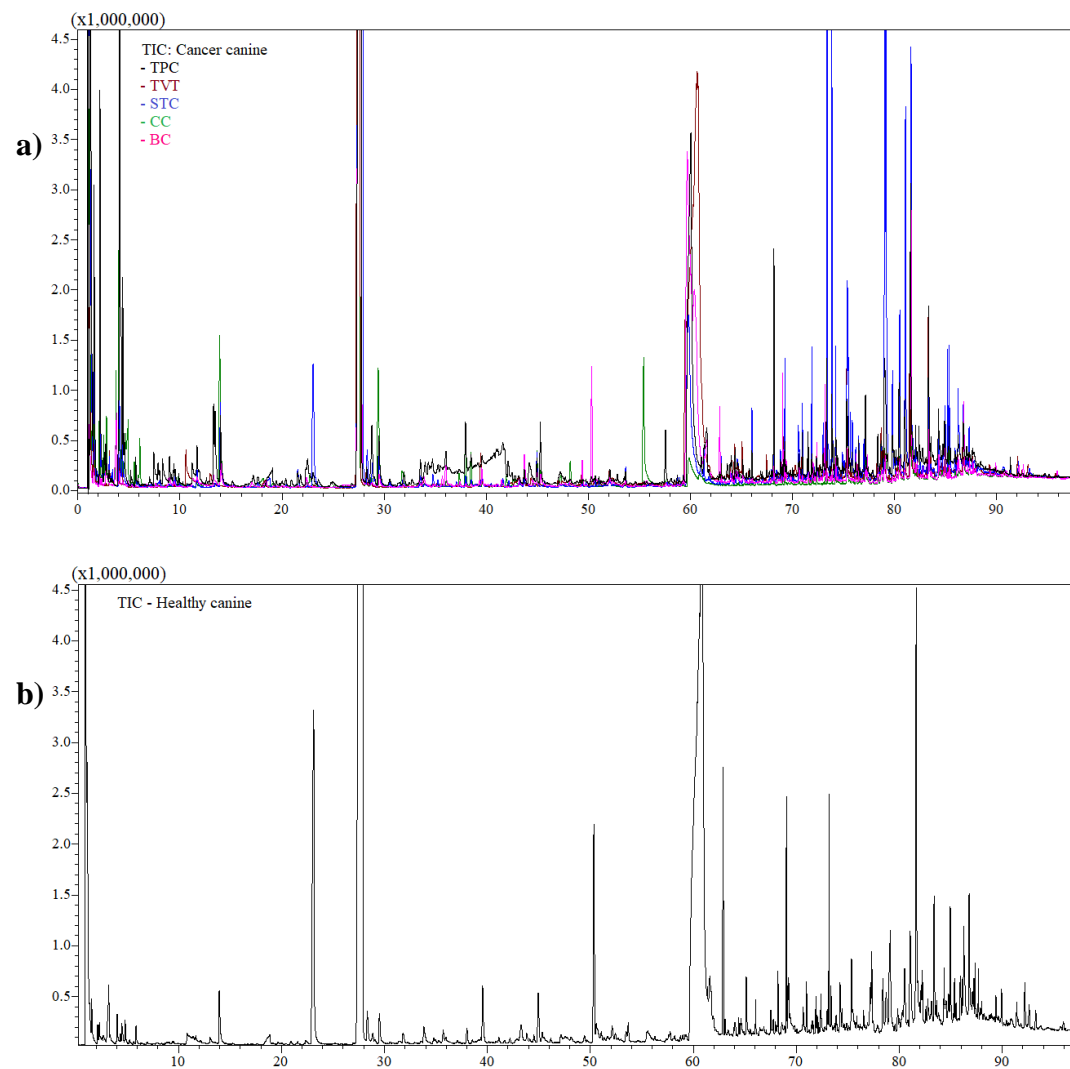 (x1,000,000)
4.5
TIC: Cancer canine
- TPC
4.0
- TVT
- STC
- CC
3.5
- BC
a)
3.0
2.5
2.0
1.5
1.0
0.5
0.0
0 10 20 30 40 50 60 70 80 90
(x1,000,000)
4.5
TIC - Healthy canine
4.0
3.5
b)
3.0
2.5
2.0
1.5
1.0
0.5
10 20 30 40 50 60 70 80 90